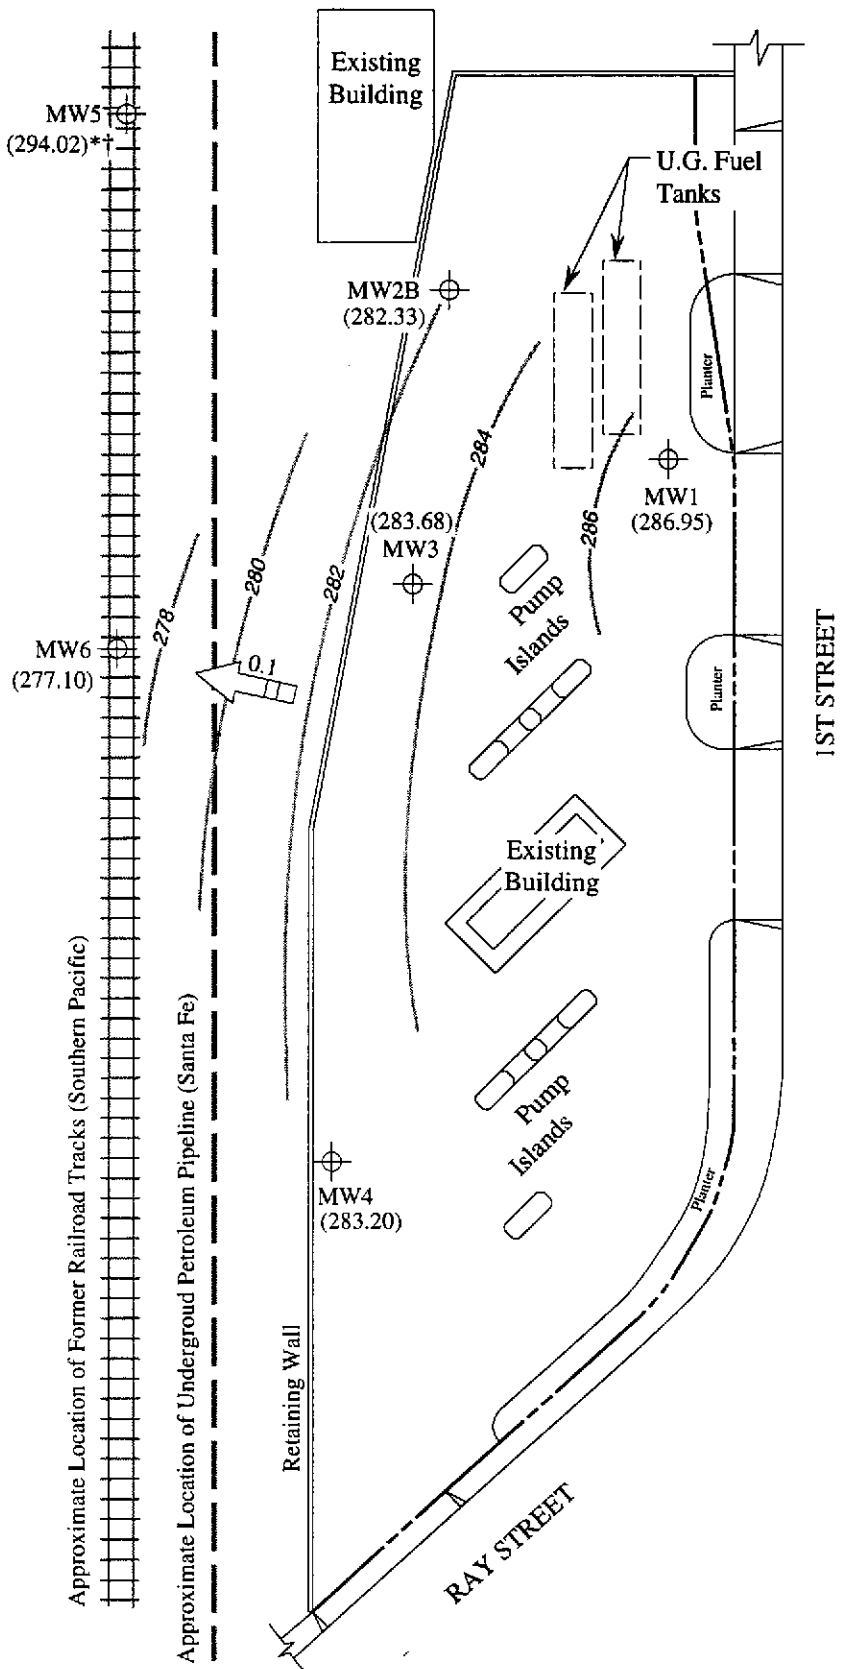 Existing
Building
MW5
(294.02)*†
U.G. Fuel
Tanks
MW2B
(282.33)
Planter
284
280
282
286
278
(283.68)
MW3
MW1
(286.95)
Pump
Islands
MW6
(277.10)
0.1
Planter
1ST STREET
Existing
Building
Approximate Location of Former Railroad Tracks (Southern Pacific)
Approximate Location of Undergroud Petroleum Pipeline (Santa Fe)
Pump
Islands
MW4
(283.20)
Planter
Retaining Wall
RAY STREET